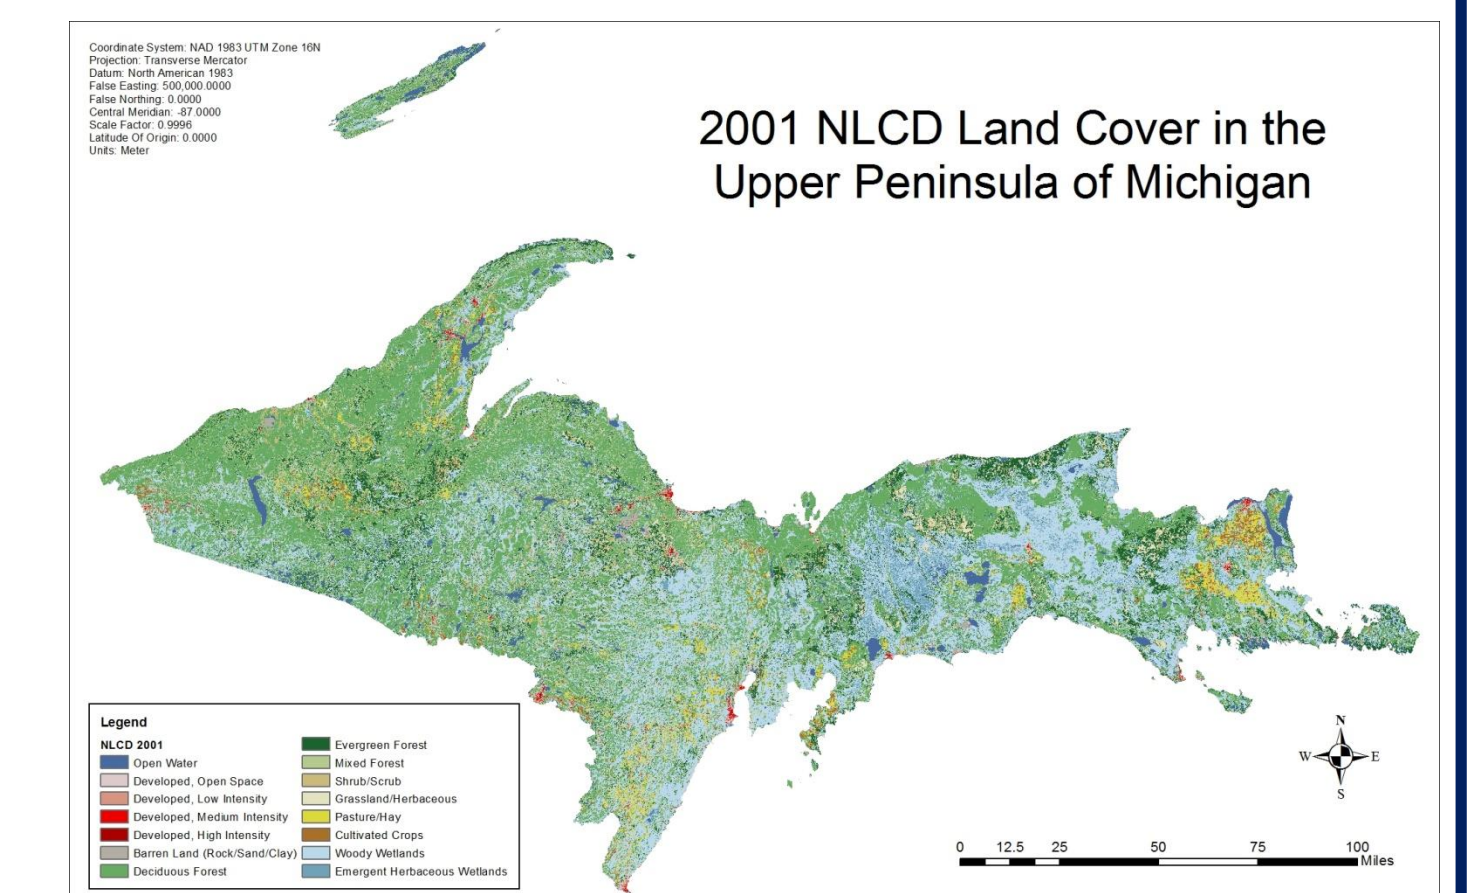 Coordinate System: NAD 1983 UTM Zone 16N
Projection: Transverse Mercator
Datum: North American 1983
False Easting: 500,000.0000
False Northing: 0.0000
Central Meridian: -87.0000
Scale Factor: 0.9996
Latitude Of Origin: 0.0000
Units: Meter
2001 NLCD Land Cover in the
Upper Peninsula of Michigan
Legend
NLCD 2001
Open Water
Developed, Open Space
Developed, Low Intensity
Developed, Medium Intensity
Developed, High Intensity
Barren Land (Rock/Sand/Clay)
Deciduous Forest
Evergreen Forest
Mixed Forest
Shrub/Scrub
Grassland/Herbaceous
Pasture/Hay
Cultivated Crops
Woody Wetlands
Emergent Herbaceous Wetlands
N
W E
S
0 12.5 25 50 75 100
Miles